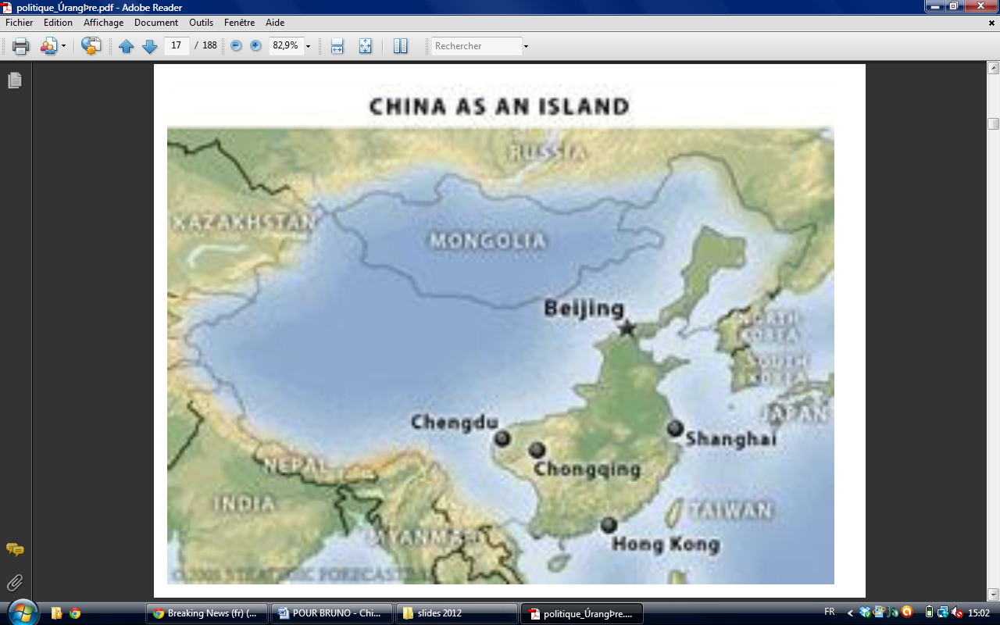 politique_ÚrangÞre.pdf - Adobe Reader
Fichier Edition Affichage Document Outils Fenêtre Aide
17 / 188 82,9% Rechercher
CHINA AS AN ISLAND
RUSSIA
KAZAKHSTAN
MONGOLIA
Beijing
NORTH
KOREA
SOUTH
KOREA
JAPAN
Chengdu
Shanghai
Chongqing
NEPAL
INDIA
TAIWAN
MYANMAR
Hong Kong
STRATEGIC FORECASTING
Breaking News (fr) (... POUR BRUNO - Chi... slides 2012 politique_ÚrangÞre.... FR 15:02